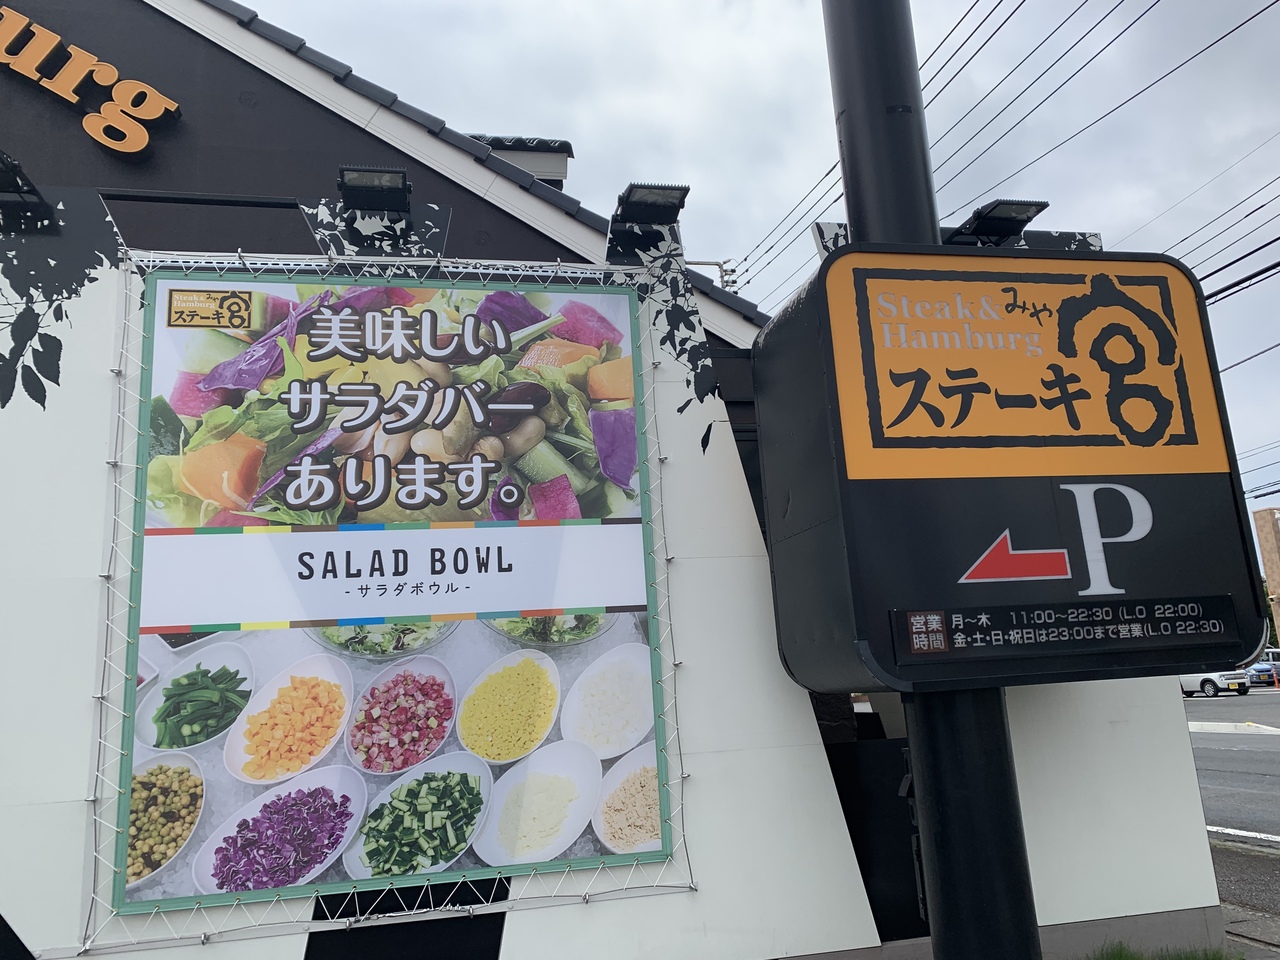 urg
Steak&
Hamburg
みや
ステーキ宮
美味しい
サラダバー
あります。
SALAD BOWL
-サラダボウル-
Steak&
Hamburg
みや
ステーキ宮
P
営業時間
月〜木 11:00〜22:30 (L.O 22:00)
金・土・日・祝日は23:00まで営業(L.O 22:30)